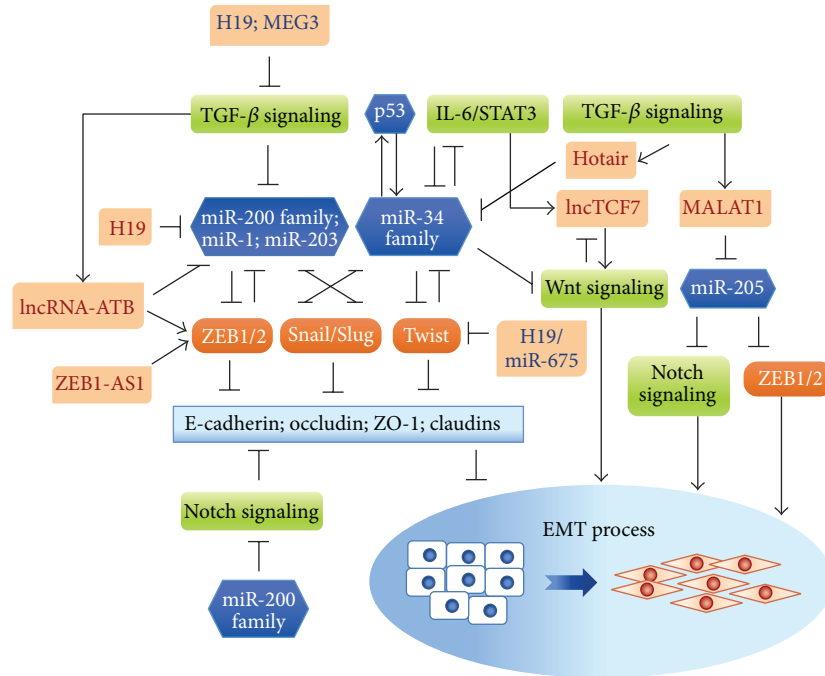 H19; MEG3
TGF-β signaling
p53
IL-6/STAT3
TGF-β signaling
Hotair
H19
miR-200 family;
miR-1; miR-203
miR-34
family
lncTCF7
MALAT1
lncRNA-ATB
Wnt signaling
miR-205
ZEB1/2
Snail/Slug
Twist
H19/
miR-675
ZEB1-AS1
Notch
signaling
ZEB1/2
E-cadherin; occludin; ZO-1; claudins
Notch signaling
EMT process
miR-200
family